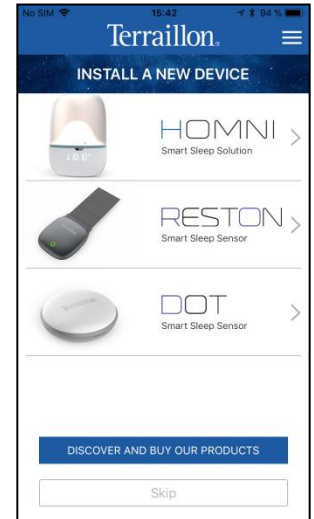 No SIM 15:42 94 %
Terraillon.
INSTALL A NEW DEVICE
HOMNI
Smart Sleep Solution
RESTON
Smart Sleep Sensor
Terraillon
DOT
Smart Sleep Sensor
DISCOVER AND BUY OUR PRODUCTS
Skip